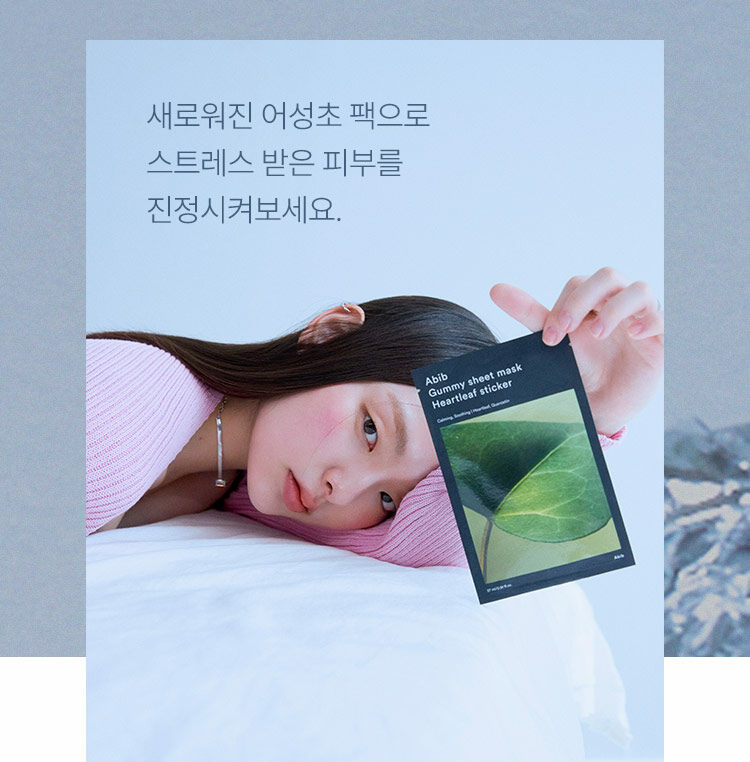 새로워진 어성초 팩으로
스트레스 받은 피부를
진정시켜보세요.
Abib
Gummy sheet mask
Heartleaf sticker
Calming, Soothing | Heartleaf, Quercetin
Abib